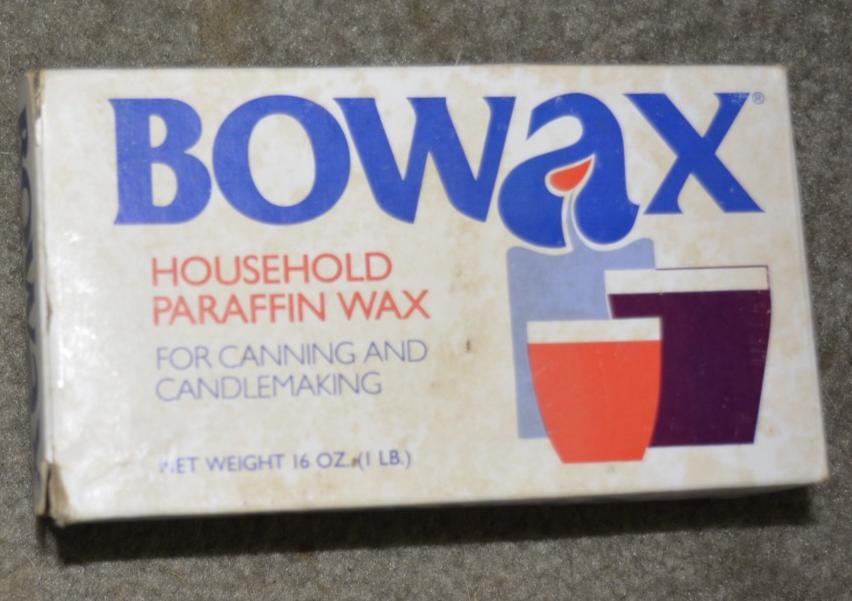 BOWaX®
HOUSEHOLD
PARAFFIN WAX
FOR CANNING AND
CANDLEMAKING
NET WEIGHT 16 OZ. (1 LB.)